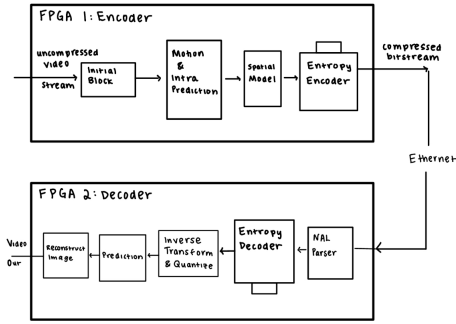 FPGA 1: Encoder
uncompressed
video
stream
Initial
Block
Motion
&
Intra
Prediction
Spatial
Model
Entropy
Encoder
compressed
bitstream
Ethernet
FPGA 2: Decoder
Video
Our
Reconstruct
Image
Prediction
Inverse
Transform
& Quantize
Entropy
Decoder
NAL
Parser